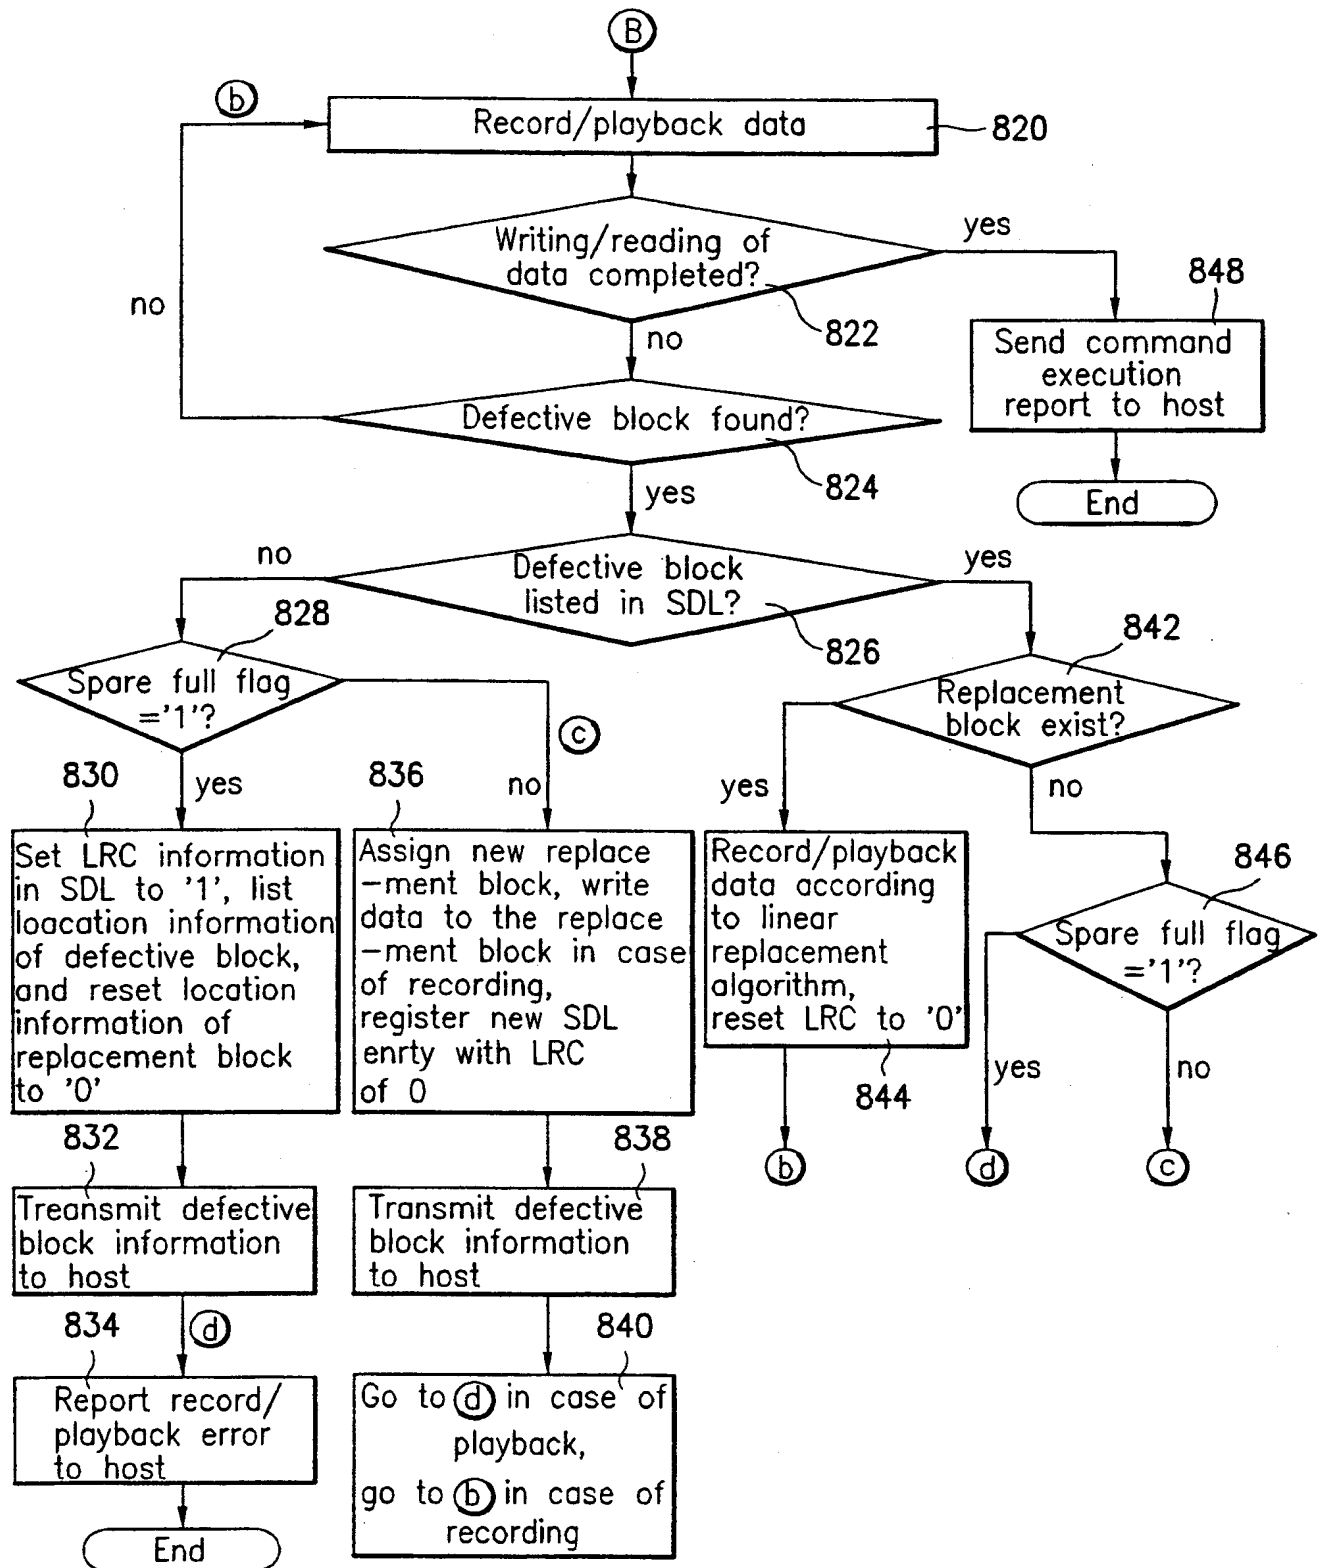 B
b
Record/playback data
820
Writing/reading of
data completed?
yes
822
848
no
no
Send command
execution
report to host
Defective block found?
824
yes
End
no
Defective block
listed in SDL?
yes
826
828
842
Spare full flag
='1'?
Replacement
block exist?
c
830
yes
836
no
yes
no
Set LRC information
in SDL to '1', list
loacation information
of defective block,
and reset location
information of
replacement block
to '0'
Assign new replace
-ment block, write
data to the replace
-ment block in case
of recording,
register new SDL
enrty with LRC
of 0
Record/playback
data according
to linear
replacement
algorithm,
reset LRC to '0'
844
846
Spare full flag
='1'?
yes
no
b
d
c
832
838
Treansmit defective
block information
to host
Transmit defective
block information
to host
834
d
840
Report record/
playback error
to host
Go to d in case of
playback,
go to b in case of
recording
End